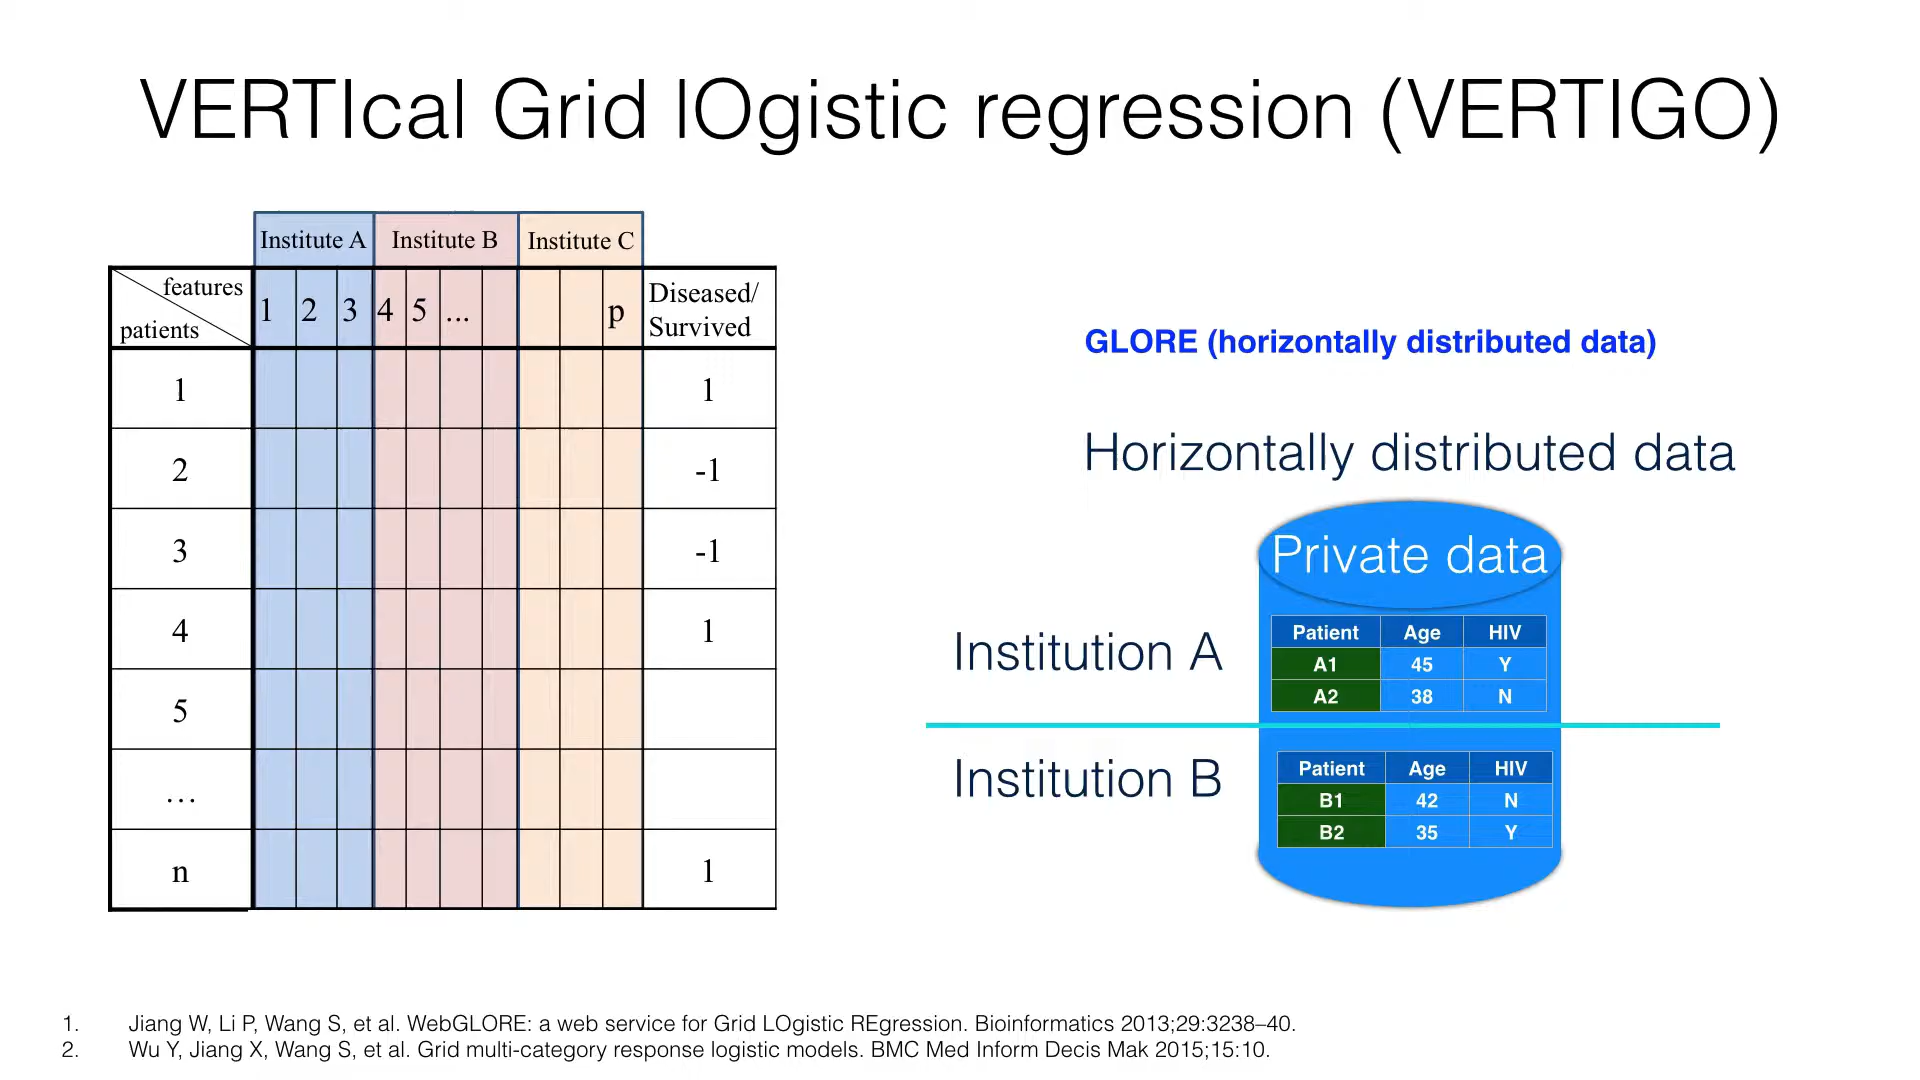 VERTIcal Grid lOgistic regression (VERTIGO)
Institute A Institute B Institute C
features
patients
1 2 3 4 5 ... p
Diseased/
Survived
1 1
2 -1
3 -1
4 1
5
...
n 1
GLORE (horizontally distributed data)
Horizontally distributed data
Private data
Institution A
Patient Age HIV
A1 45 Y
A2 38 N
Institution B
Patient Age HIV
B1 42 N
B2 35 Y
1. Jiang W, Li P, Wang S, et al. WebGLORE: a web service for Grid LOgistic REgression. Bioinformatics 2013;29:3238–40.
2. Wu Y, Jiang X, Wang S, et al. Grid multi-category response logistic models. BMC Med Inform Decis Mak 2015;15:10.